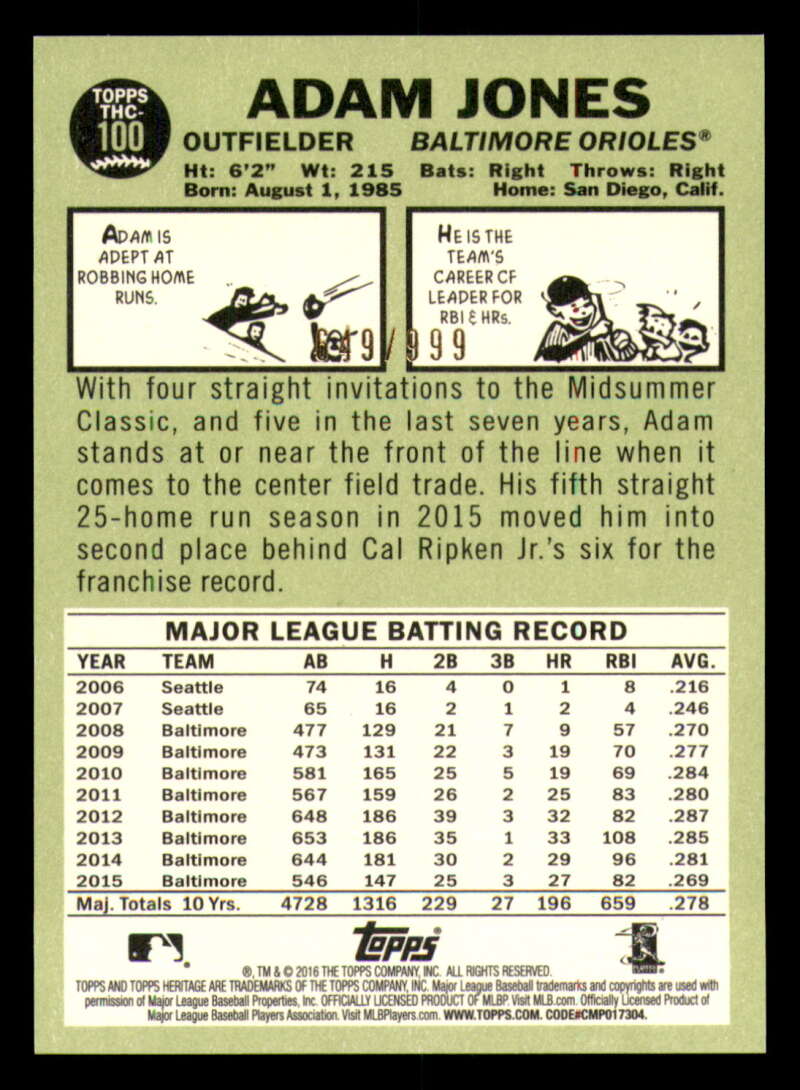 TOPPS
THC-
100
ADAM JONES
OUTFIELDER BALTIMORE ORIOLES®
Ht: 6'2" Wt: 215 Bats: Right Throws: Right
Born: August 1, 1985 Home: San Diego, Calif.
ADAM IS
ADEPT AT
ROBBING HOME
RUNS.
HE IS THE
TEAM'S
CAREER CF
LEADER FOR
RBI & HRs.
/999
With four straight invitations to the Midsummer
Classic, and five in the last seven years, Adam
stands at or near the front of the line when it
comes to the center field trade. His fifth straight
25-home run season in 2015 moved him into
second place behind Cal Ripken Jr.'s six for the
franchise record.
MAJOR LEAGUE BATTING RECORD
YEAR TEAM AB H 2B 3B HR RBI AVG.
2006 Seattle 74 16 4 0 1 8 .216
2007 Seattle 65 16 2 1 2 4 .246
2008 Baltimore 477 129 21 7 9 57 .270
2009 Baltimore 473 131 22 3 19 70 .277
2010 Baltimore 581 165 25 5 19 69 .284
2011 Baltimore 567 159 26 2 25 83 .280
2012 Baltimore 648 186 39 3 32 82 .287
2013 Baltimore 653 186 35 1 33 108 .285
2014 Baltimore 644 181 30 2 29 96 .281
2015 Baltimore 546 147 25 3 27 82 .269
Maj. Totals 10 Yrs. 4728 1316 229 27 196 659 .278
Topps
®, TM & © 2016 THE TOPPS COMPANY, INC. ALL RIGHTS RESERVED.
TOPPS AND TOPPS HERITAGE ARE TRADEMARKS OF THE TOPPS COMPANY, INC. Major League Baseball trademarks and copyrights are used with
permission of Major League Baseball Properties, Inc. OFFICIALLY LICENSED PRODUCT OF MLBP. Visit MLB.com. Officially Licensed Product of
Major League Baseball Players Association. Visit MLBPlayers.com. WWW.TOPPS.COM. CODE#CMP017304.